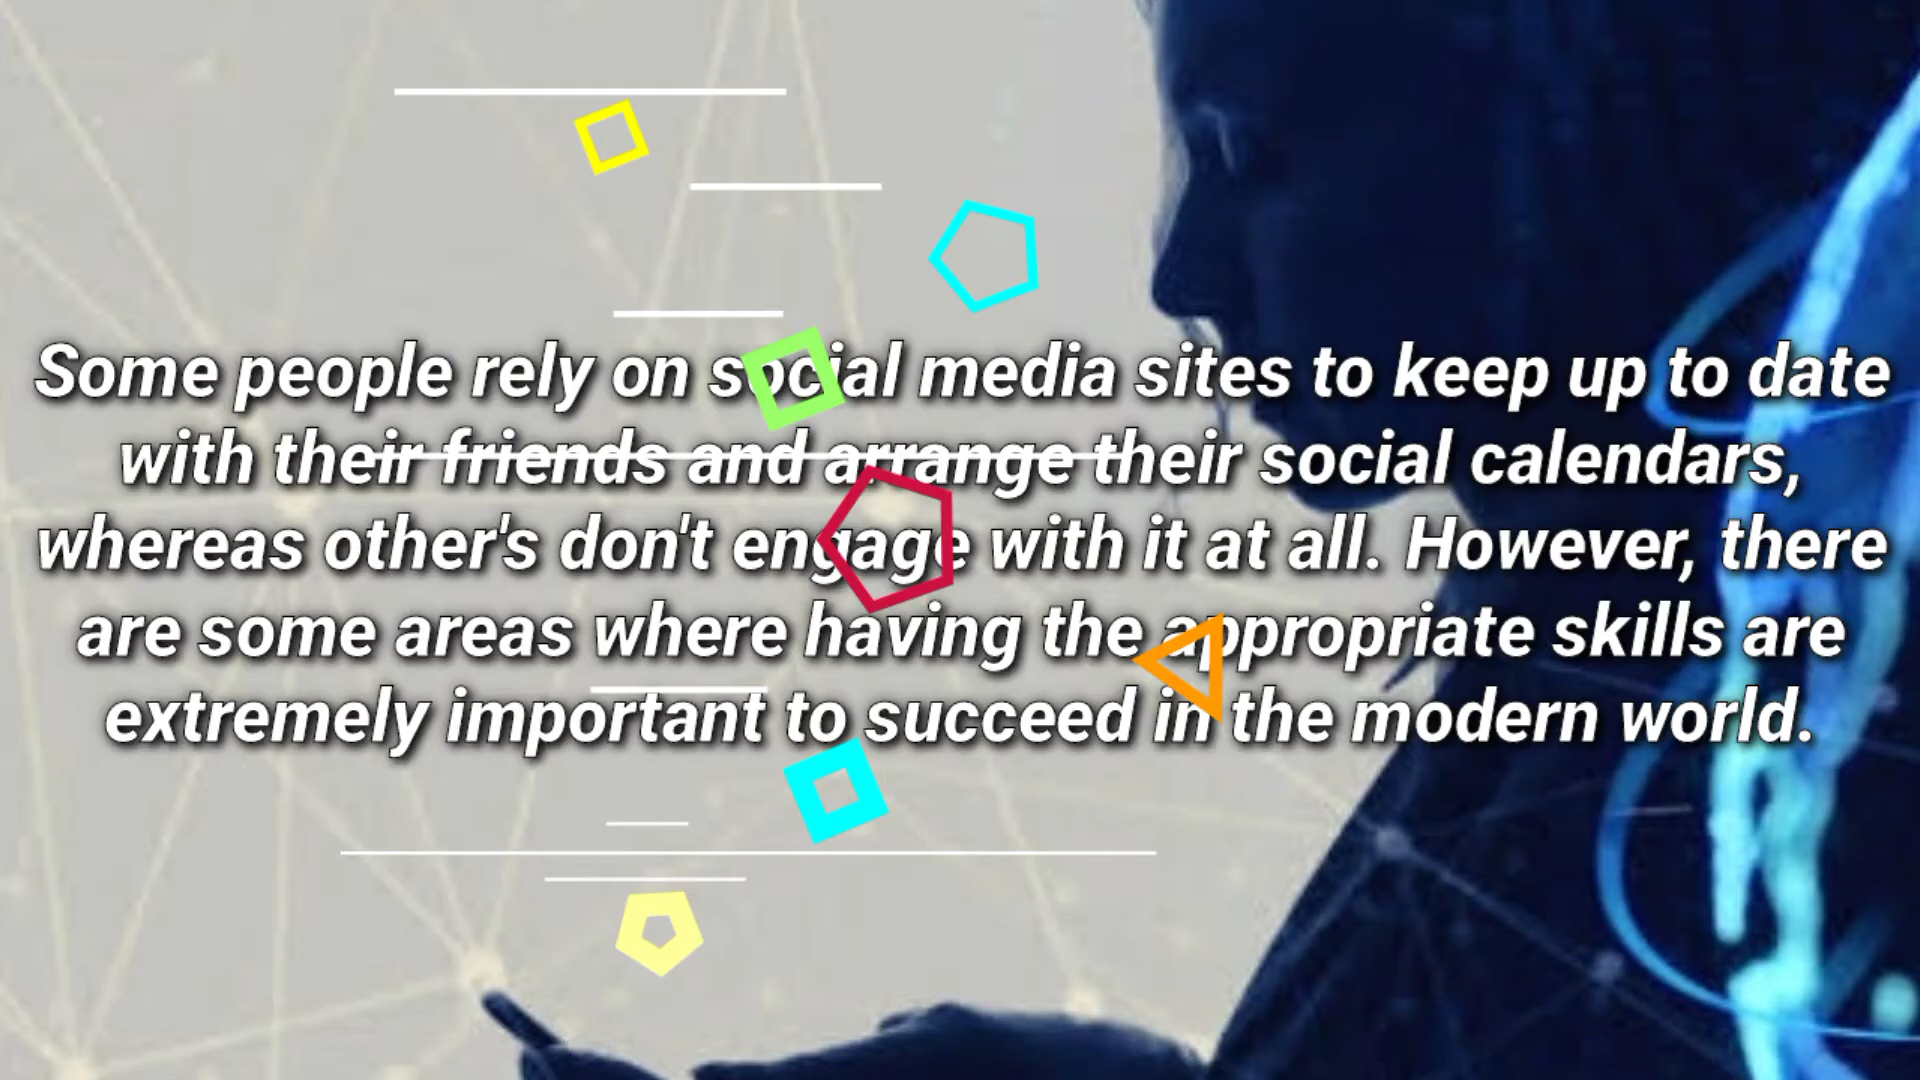 Some people rely on social media sites to keep up to date
with their friends and arrange their social calendars,
whereas other's don't engage with it at all. However, there
are some areas where having the appropriate skills are
extremely important to succeed in the modern world.